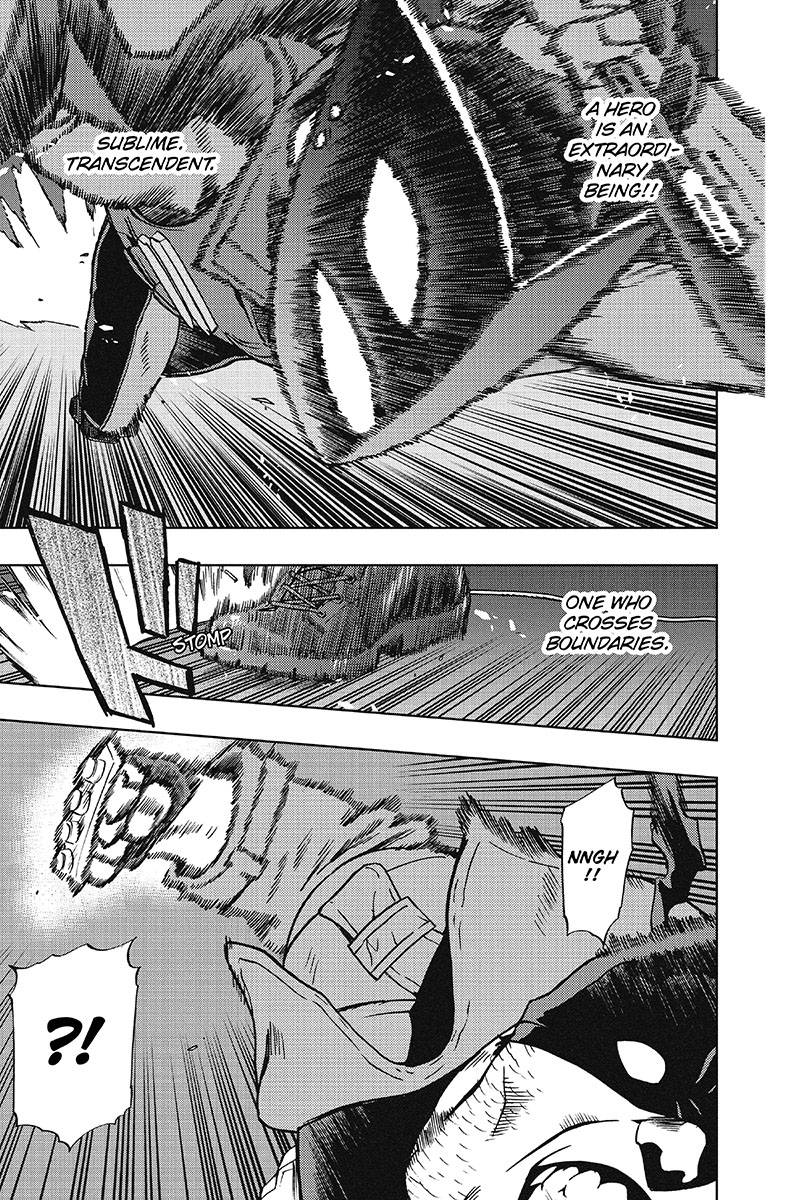 A HERO
IS AN
EXTRAORDI-
NARY
BEING!!
SUBLIME.
TRANSCENDENT.
ONE WHO
CROSSES
BOUNDARIES.
STOMP
NNGH
!!
?!